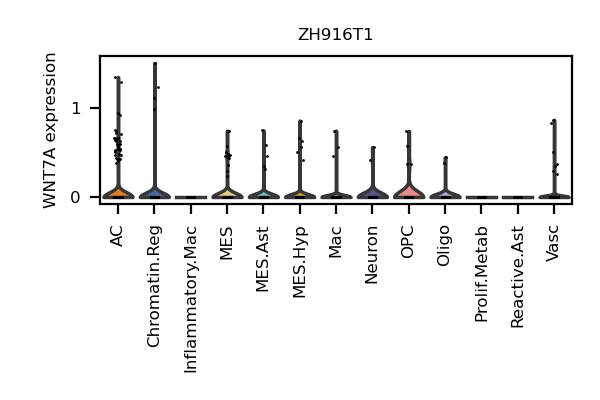 ZH916T1
WNT7A expression
1
0
AC
Chromatin.Reg
Inflammatory.Mac
MES
MES.Ast
MES.Hyp
Mac
Neuron
OPC
Oligo
Prolif.Metab
Reactive.Ast
Vasc